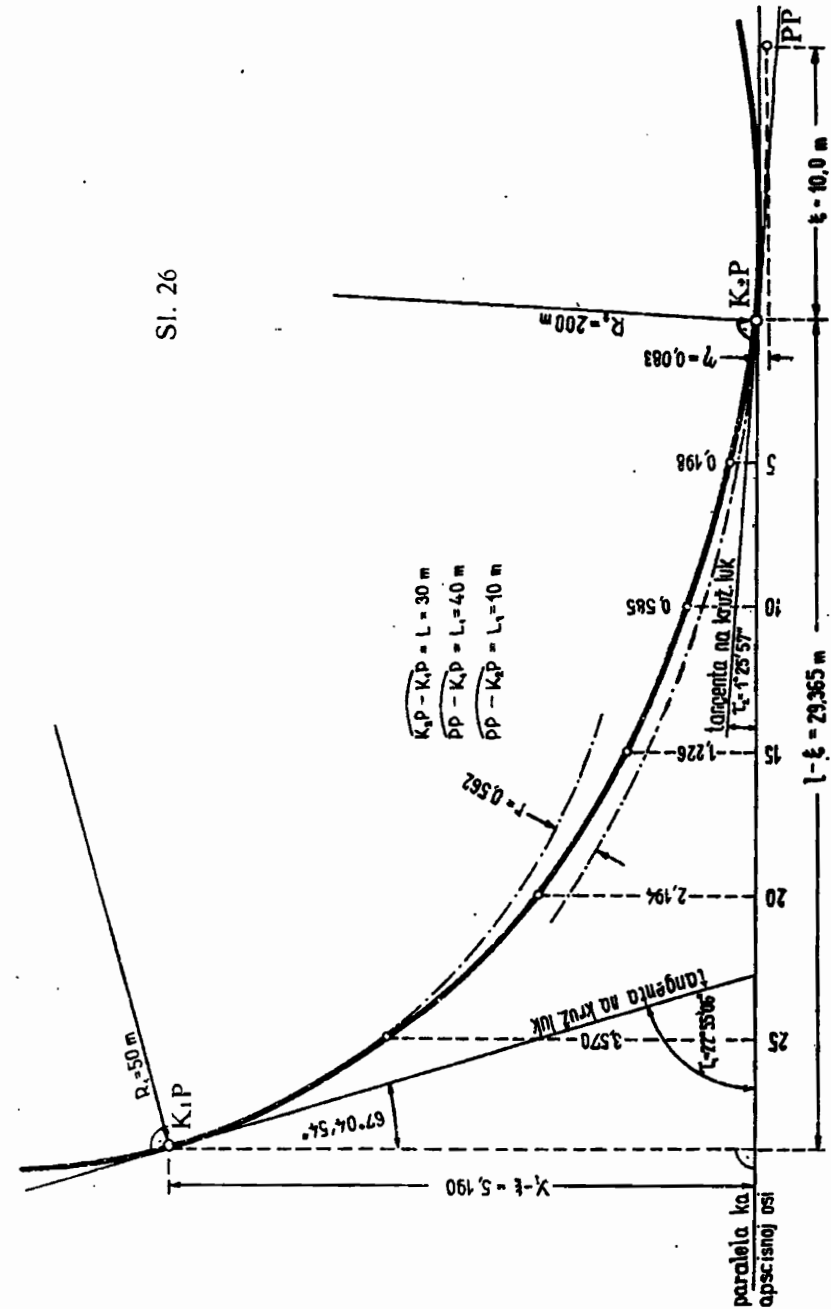 Sl. 26
R₁=50 m
K₁P
67°04'54"
tangenta na kruž. luk
τ₁=22°55'06"
Y₁-ξ = 5,190
paralela ka
apscisnoj osi
r=0,562
K₂P - K₁P = L = 30 m
PP - K₁P = L₁ = 40 m
PP - K₂P = L₁ = 10 m
3,570
2,194
1,226
0,585
0,198
25
20
15
10
5
tangenta na kruž. luk
τ₂=1°25'57"
R₂=200 m
K₂P
η = 0,083
PP
l-ξ = 29,365 m
ξ = 10,0 m